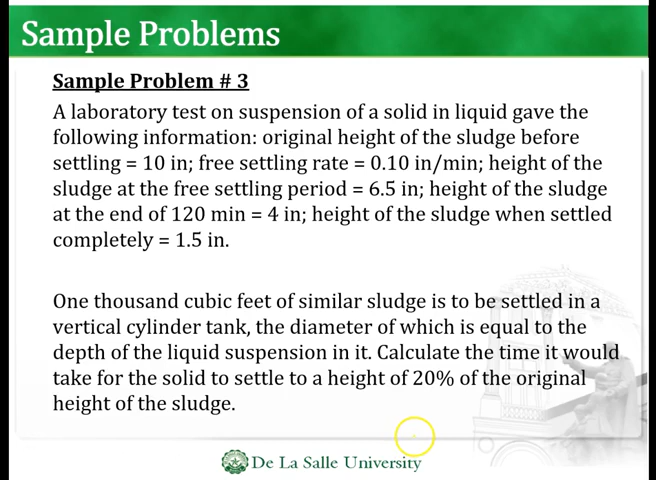 Sample Problems
Sample Problem # 3
A laboratory test on suspension of a solid in liquid gave the
following information: original height of the sludge before
settling = 10 in; free settling rate = 0.10 in/min; height of the
sludge at the free settling period = 6.5 in; height of the sludge
at the end of 120 min = 4 in; height of the sludge when settled
completely = 1.5 in.
One thousand cubic feet of similar sludge is to be settled in a
vertical cylinder tank, the diameter of which is equal to the
depth of the liquid suspension in it. Calculate the time it would
take for the solid to settle to a height of 20% of the original
height of the sludge.
De La Salle University